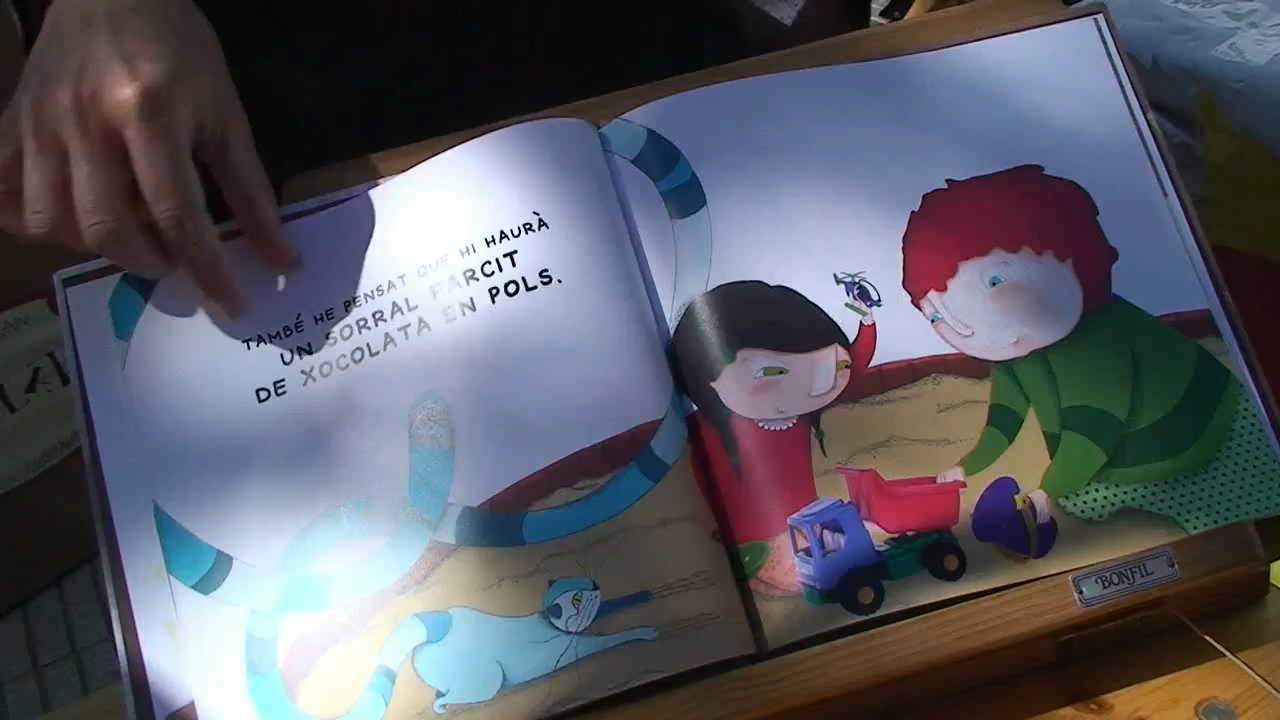 TAMBÉ HE PENSAT QUE HI HAURÀ
UN SORRAL FARCIT
DE XOCOLATA EN POLS.
BONFIL